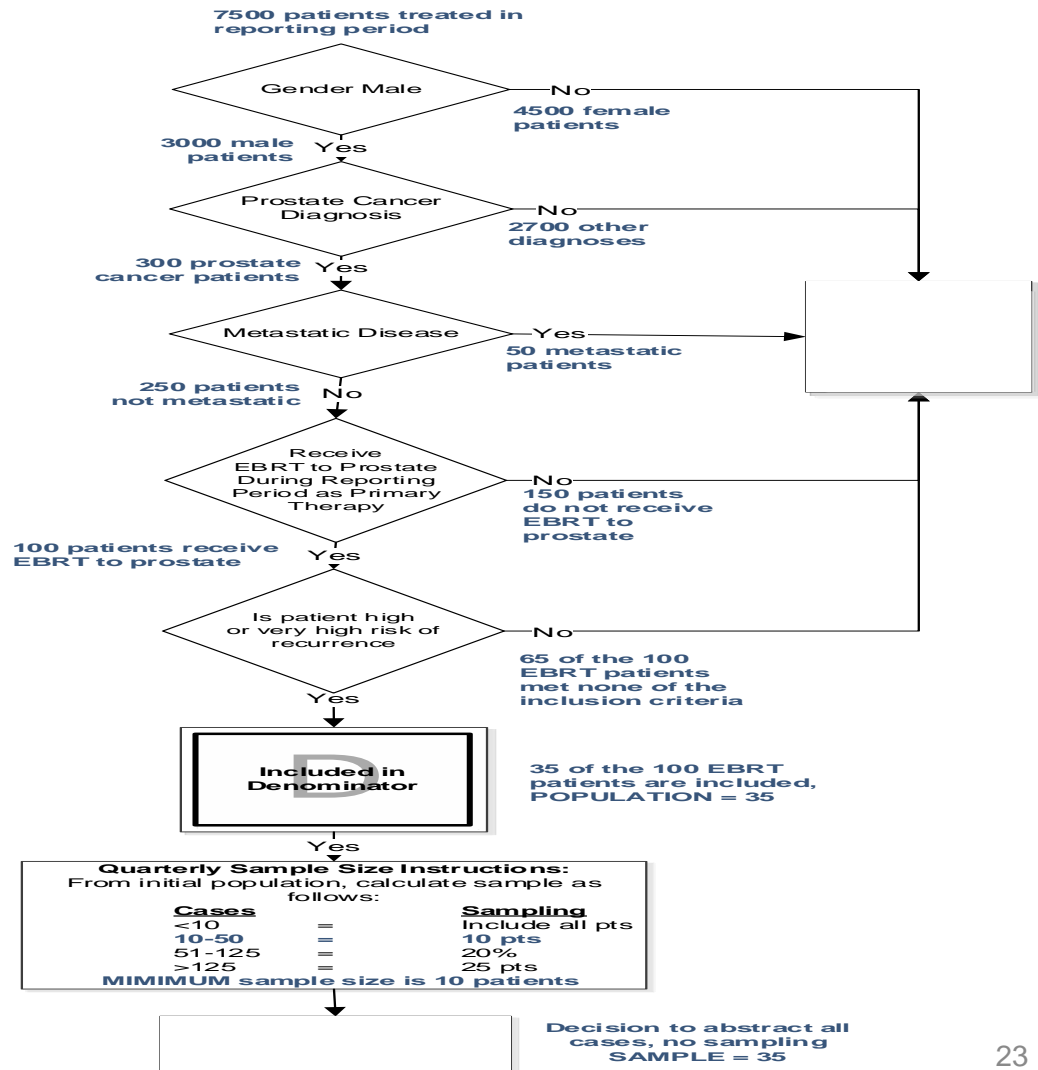 7500 patients treated in
reporting period
Gender Male
No
4500 female
patients
3000 male
patients
Yes
Prostate Cancer
Diagnosis
No
2700 other
diagnoses
300 prostate
cancer patients
Yes
Metastatic Disease
Yes
50 metastatic
patients
250 patients
not metastatic
No
Receive
EBRT to Prostate
During Reporting
Period as Primary
Therapy
No
150 patients
do not receive
EBRT to
prostate
100 patients receive
EBRT to prostate
Yes
Is patient high
or very high risk of
recurrence
No
65 of the 100
EBRT patients
met none of the
inclusion criteria
Yes
D
Included in
Denominator
35 of the 100 EBRT
patients are included,
POPULATION = 35
Yes
Quarterly Sample Size Instructions:
From initial population, calculate sample as
follows:
Cases Sampling
<10 = Include all pts
10-50 = 10 pts
51-125 = 20%
>125 = 25 pts
MIMIMUM sample size is 10 patients
Decision to abstract all
cases, no sampling
SAMPLE = 35
23